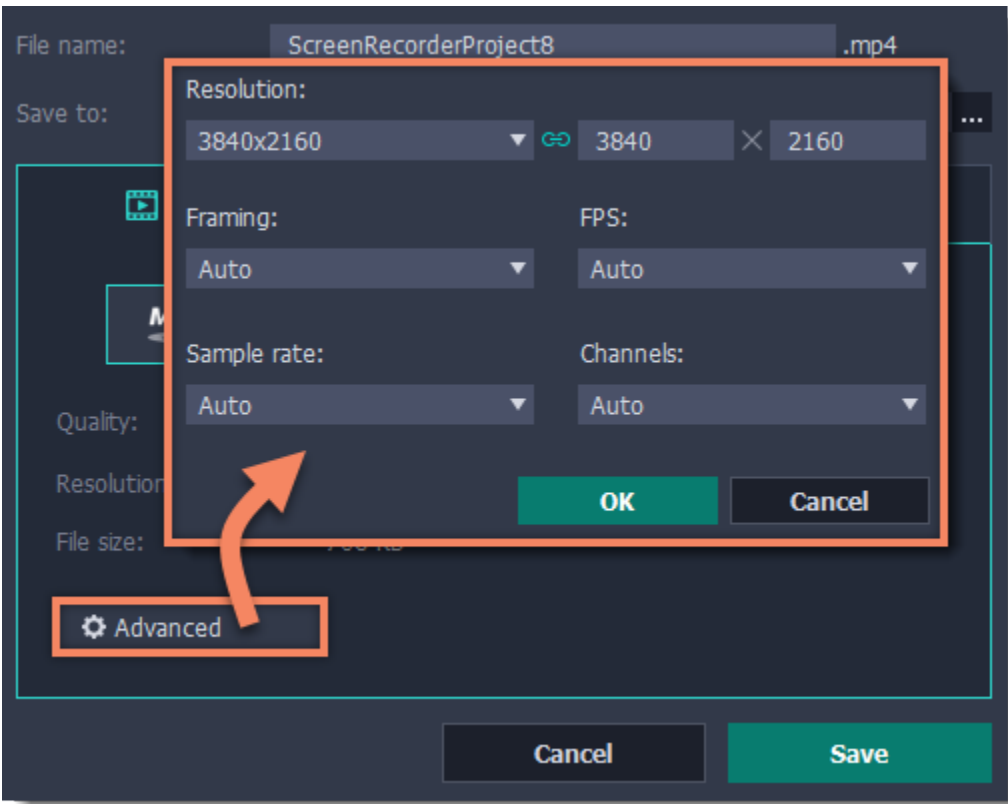 File name: ScreenRecorderProject8 .mp4
Resolution:
Save to: ...
3840x2160 3840 × 2160
Framing: FPS:
Auto Auto
Sample rate: Channels:
Auto Auto
Quality:
Resolution
OK Cancel
File size:
Advanced
Cancel Save